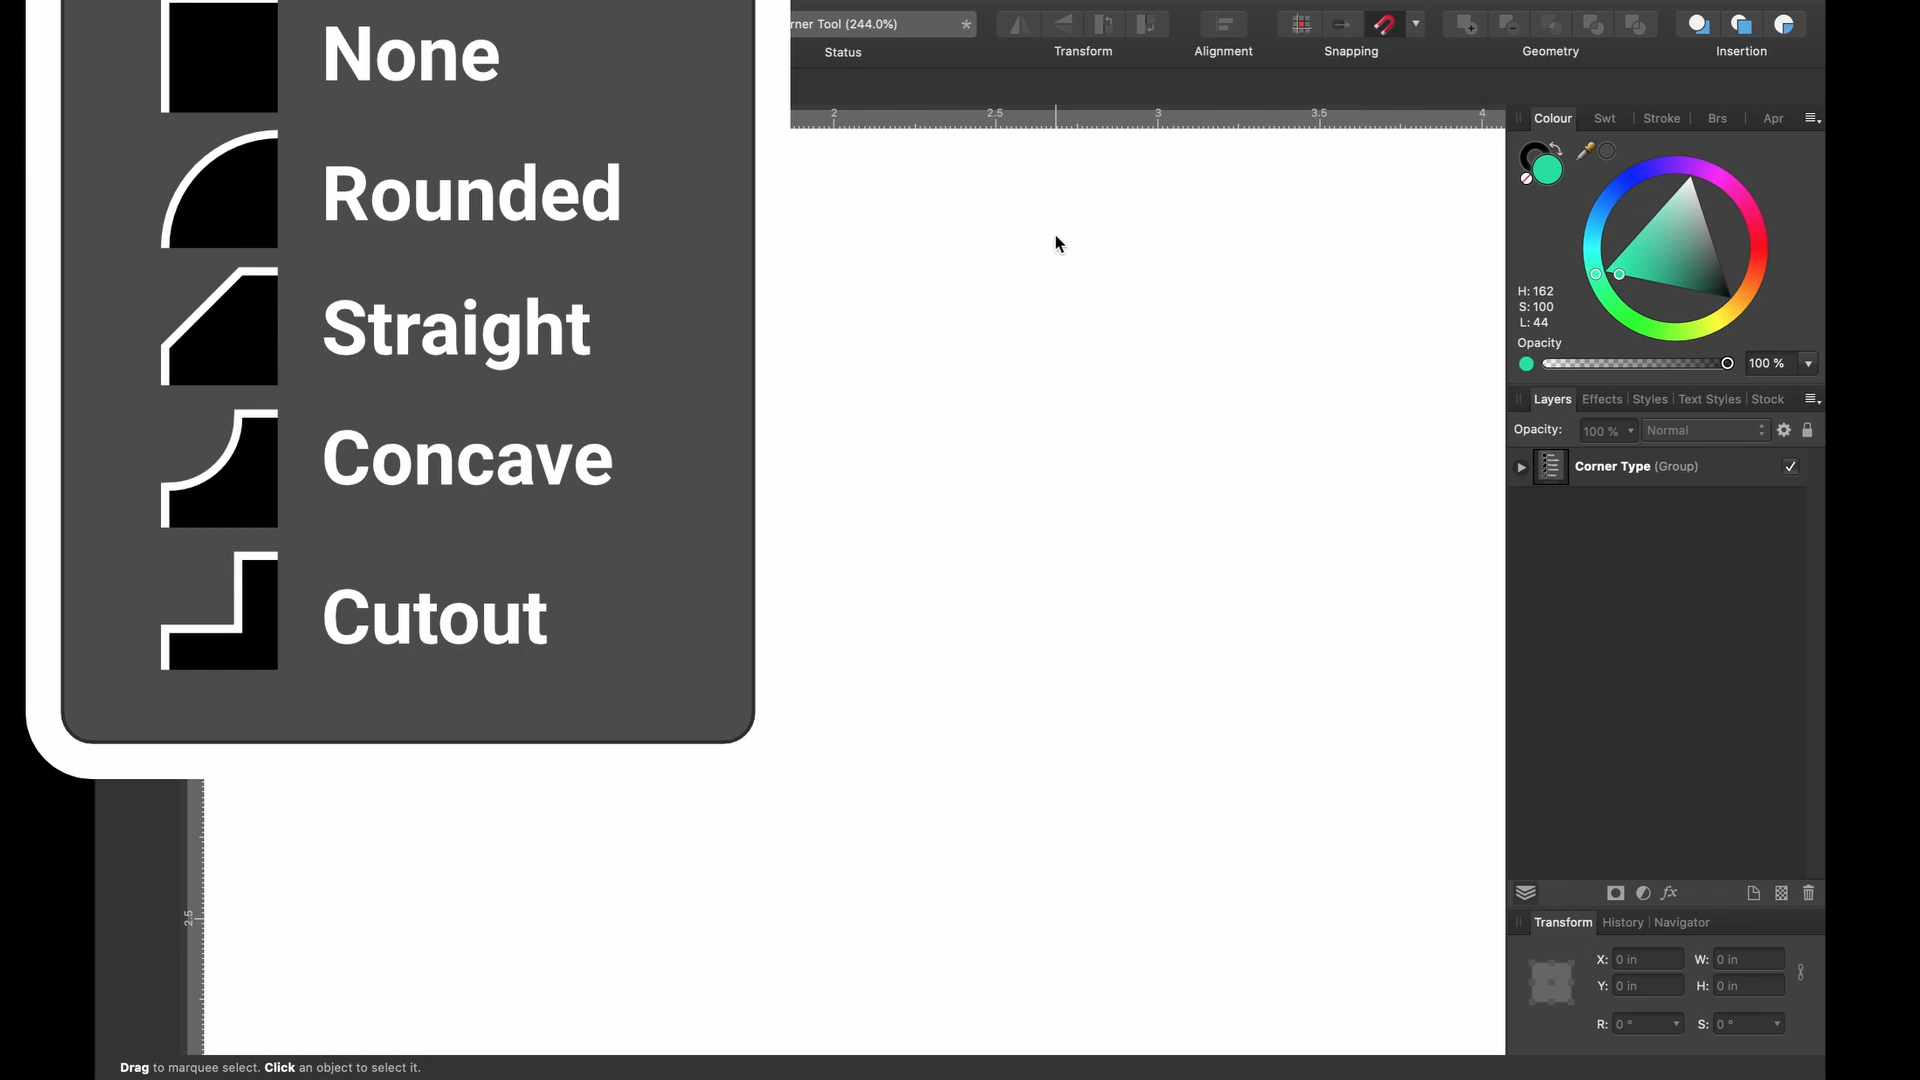 None
Rounded
Straight
Concave
Cutout
rner Tool (244.0%)
*
Status
Transform
Alignment
Snapping
Geometry
Insertion
2
2.5
3
3.5
4
2.5
Colour
Swt
Stroke
Brs
Apr
H: 162
S: 100
L: 44
Opacity
100 %
Layers
Effects
Styles
Text Styles
Stock
Opacity:
100 %
Normal
Corner Type (Group)
fx
Transform
History
Navigator
X: 0 in
W: 0 in
Y: 0 in
H: 0 in
R: 0 °
S: 0 °
Drag to marquee select. Click an object to select it.